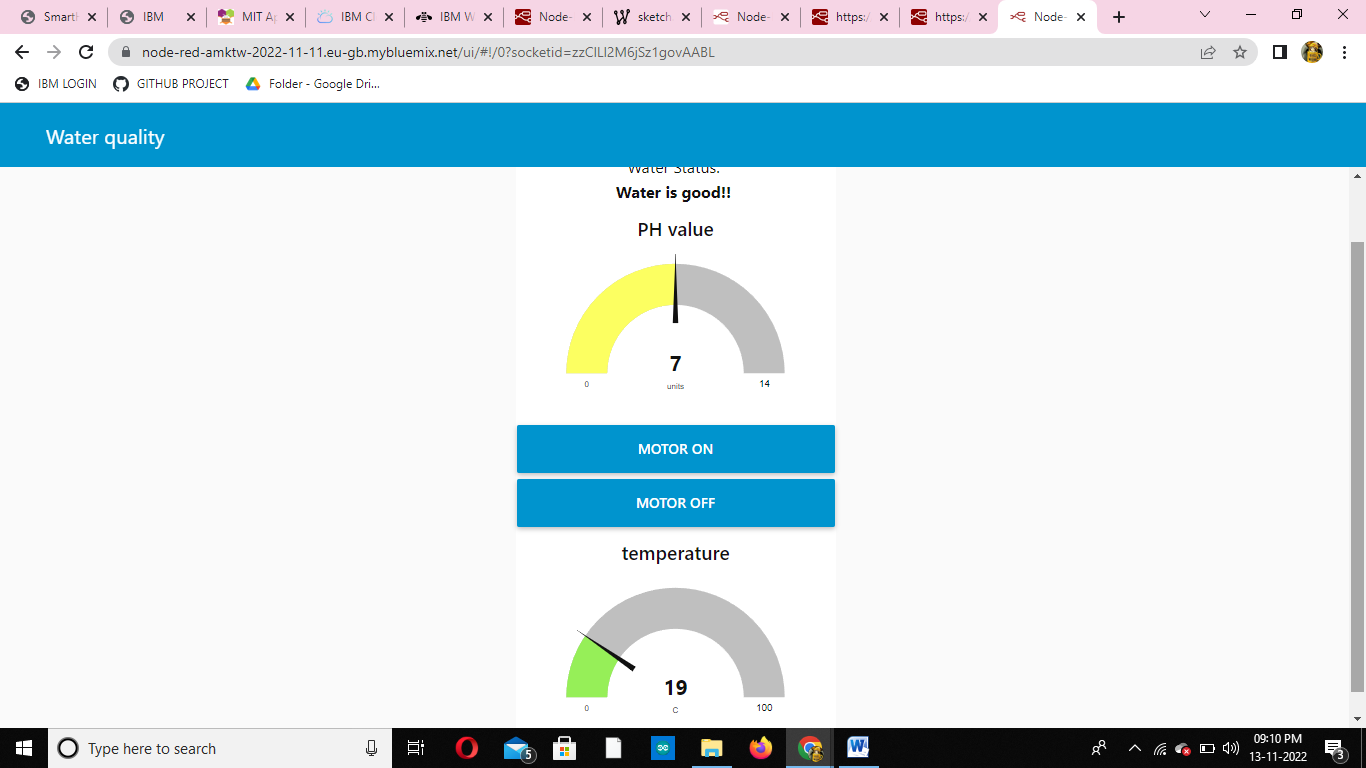 SmartI
IBM
MIT Ap
IBM Cl
IBM W
Node-
sketch
Node-
https:/
https:/
Node-
node-red-amktw-2022-11-11.eu-gb.mybluemix.net/ui/#!/0?socketid=zzCILI2M6jSz1govAABL
IBM LOGIN
GITHUB PROJECT
Folder - Google Dri...
Water quality
Water Status:
Water is good!!
PH value
7
0
units
14
MOTOR ON
MOTOR OFF
temperature
19
0
C
100
Type here to search
5
W
09:10 PM
13-11-2022
3